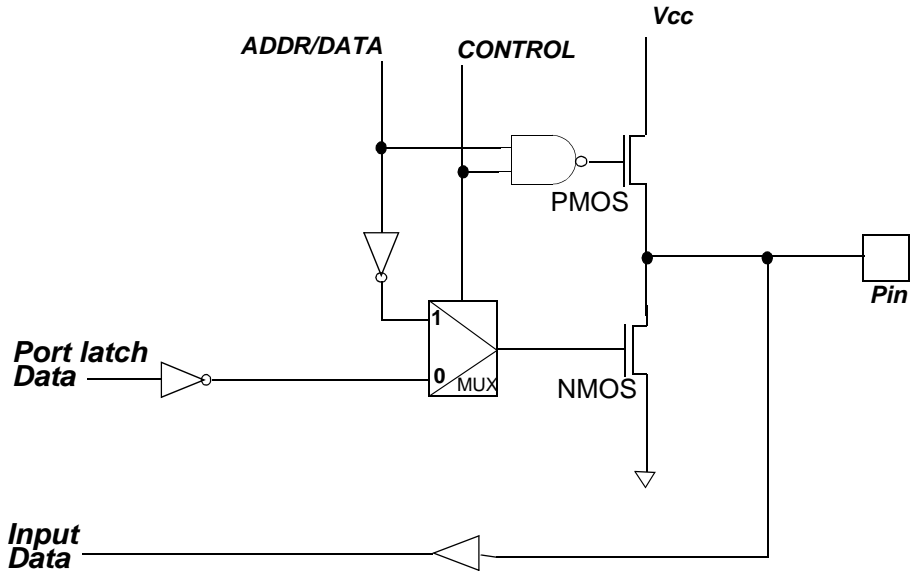 Vcc
ADDR/DATA
CONTROL
PMOS
Pin
1
Port latch
Data
0
MUX
NMOS
Input
Data